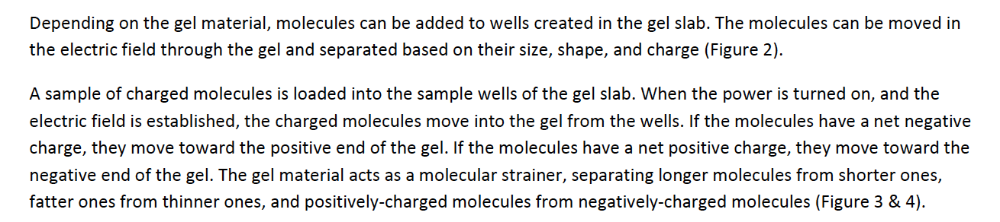 Depending on the gel material, molecules can be added to wells created in the gel slab. The molecules can be moved in
the electric field through the gel and separated based on their size, shape, and charge (Figure 2).
A sample of charged molecules is loaded into the sample wells of the gel slab. When the power is turned on, and the
electric field is established, the charged molecules move into the gel from the wells. If the molecules have a net negative
charge, they move toward the positive end of the gel. If the molecules have a net positive charge, they move toward the
negative end of the gel. The gel material acts as a molecular strainer, separating longer molecules from shorter ones,
fatter ones from thinner ones, and positively-charged molecules from negatively-charged molecules (Figure 3 & 4).